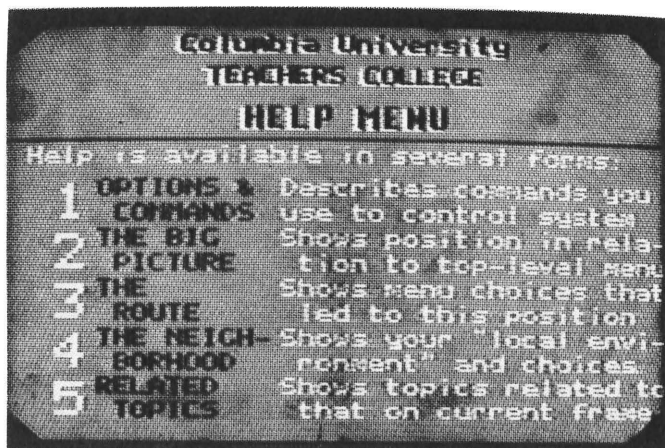 Columbia University
TEACHERS COLLEGE
HELP MENU
Help is available in several forms:
1 OPTIONS & Describes commands you
COMMANDS use to control system
2 THE BIG Shows position in rela-
PICTURE tion to top-level menu
3 THE Shows menu choices that
ROUTE led to this position
4 THE NEIGH- Shows your "local envi-
BORHOOD ronment" and choices
5 RELATED Shows topics related to
TOPICS that on current frame